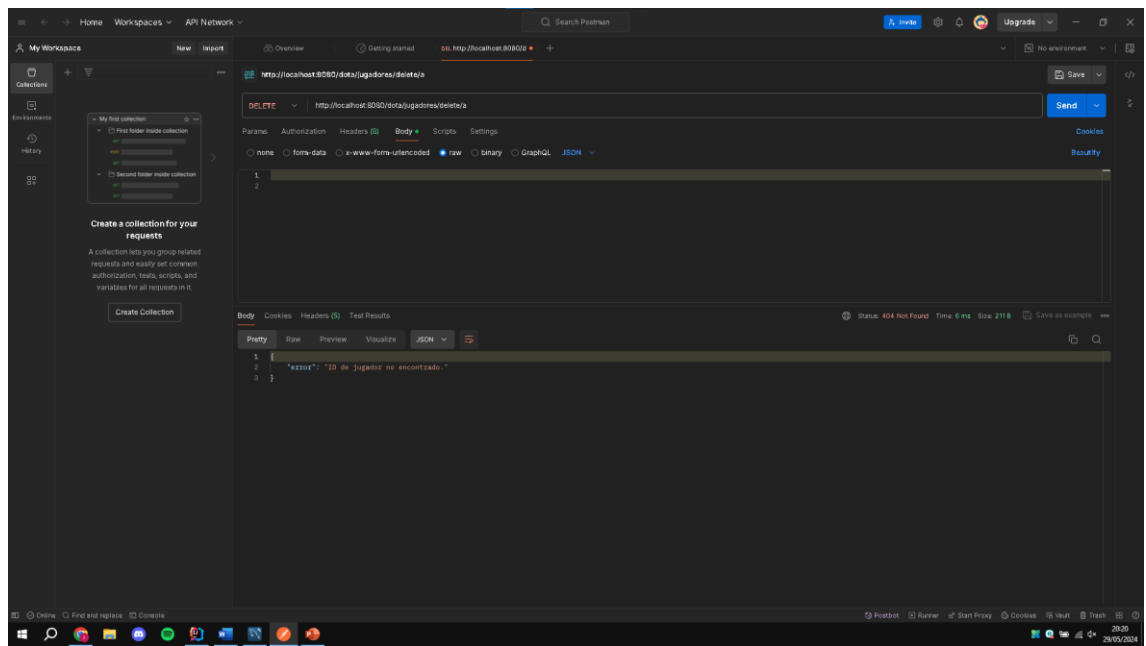 Home Workspaces API Network Search Postman Invite Upgrade
My Workspace New Import Overview Getting started DEL http://localhost:8080/d No environment
Collections
Environments
History
http://localhost:8080/dota/jugadores/delete/a Save
DELETE http://localhost:8080/dota/jugadores/delete/a Send
Params Authorization Headers (8) Body Scripts Settings Cookies
none form-data x-www-form-urlencoded raw binary GraphQL JSON Beautify
1
2
My first collection
First folder inside collection
Second folder inside collection
Create a collection for your
requests
A collection lets you group related
requests and easily set common
authorization, tests, scripts, and
variables for all requests in it.
Create Collection
Body Cookies Headers (5) Test Results Status: 404 Not Found Time: 6 ms Size: 211 B Save as example
Pretty Raw Preview Visualize JSON
1 {
2 "error": "ID de jugador no encontrado."
3 }
Online Find and replace Console Postbot Runner Start Proxy Cookies Vault Trash
20:20
29/05/2024